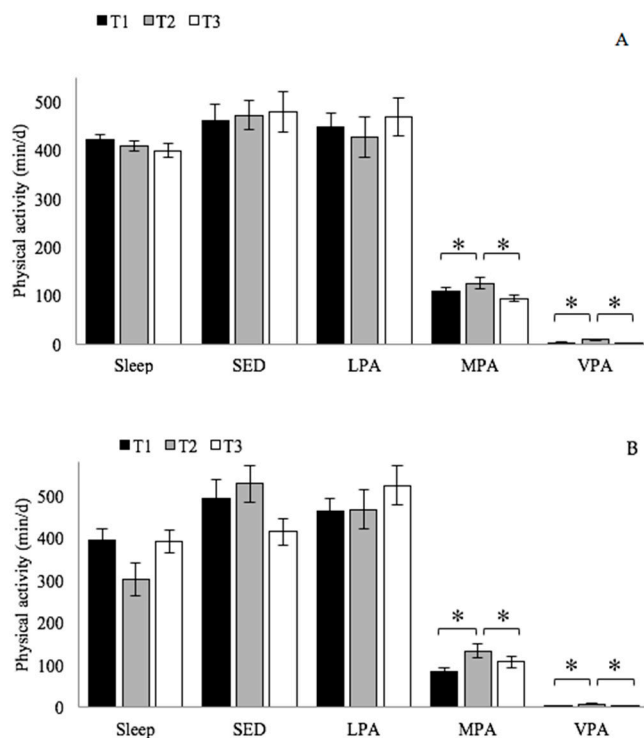 T1 T2 T3
A
Physical activity (min/d)
500
400
300
200
100
0
* *
* *
Sleep SED LPA MPA VPA
T1 T2 T3
B
Physical activity (min/d)
500
400
300
200
100
0
* *
* *
Sleep SED LPA MPA VPA